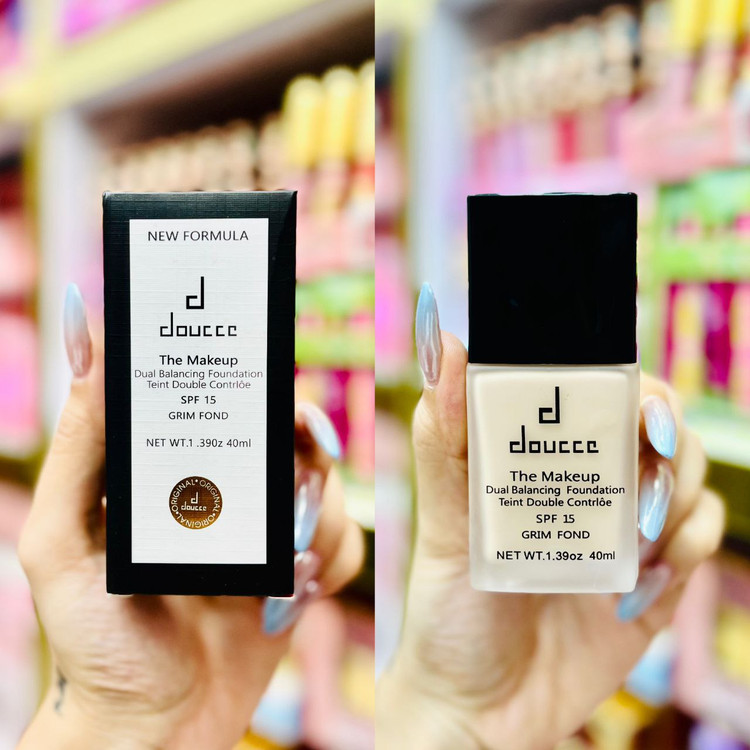 NEW FORMULA
d
doucce
The Makeup
Dual Balancing Foundation
Teint Double Contrlôe
SPF 15
GRIM FOND
NET WT.1 .390z 40ml
ORIGINAL • ORIGINAL • ORIGINAL •
d
doucce
d
doucce
The Makeup
Dual Balancing Foundation
Teint Double Contrlôe
SPF 15
GRIM FOND
NET WT.1.39oz 40ml